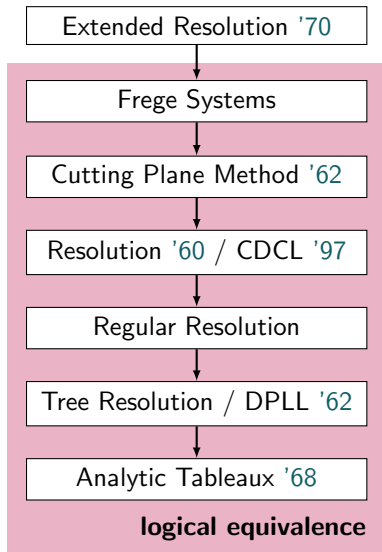 Extended Resolution '70
Frege Systems
Cutting Plane Method '62
Resolution '60 / CDCL '97
Regular Resolution
Tree Resolution / DPLL '62
Analytic Tableaux '68
logical equivalence